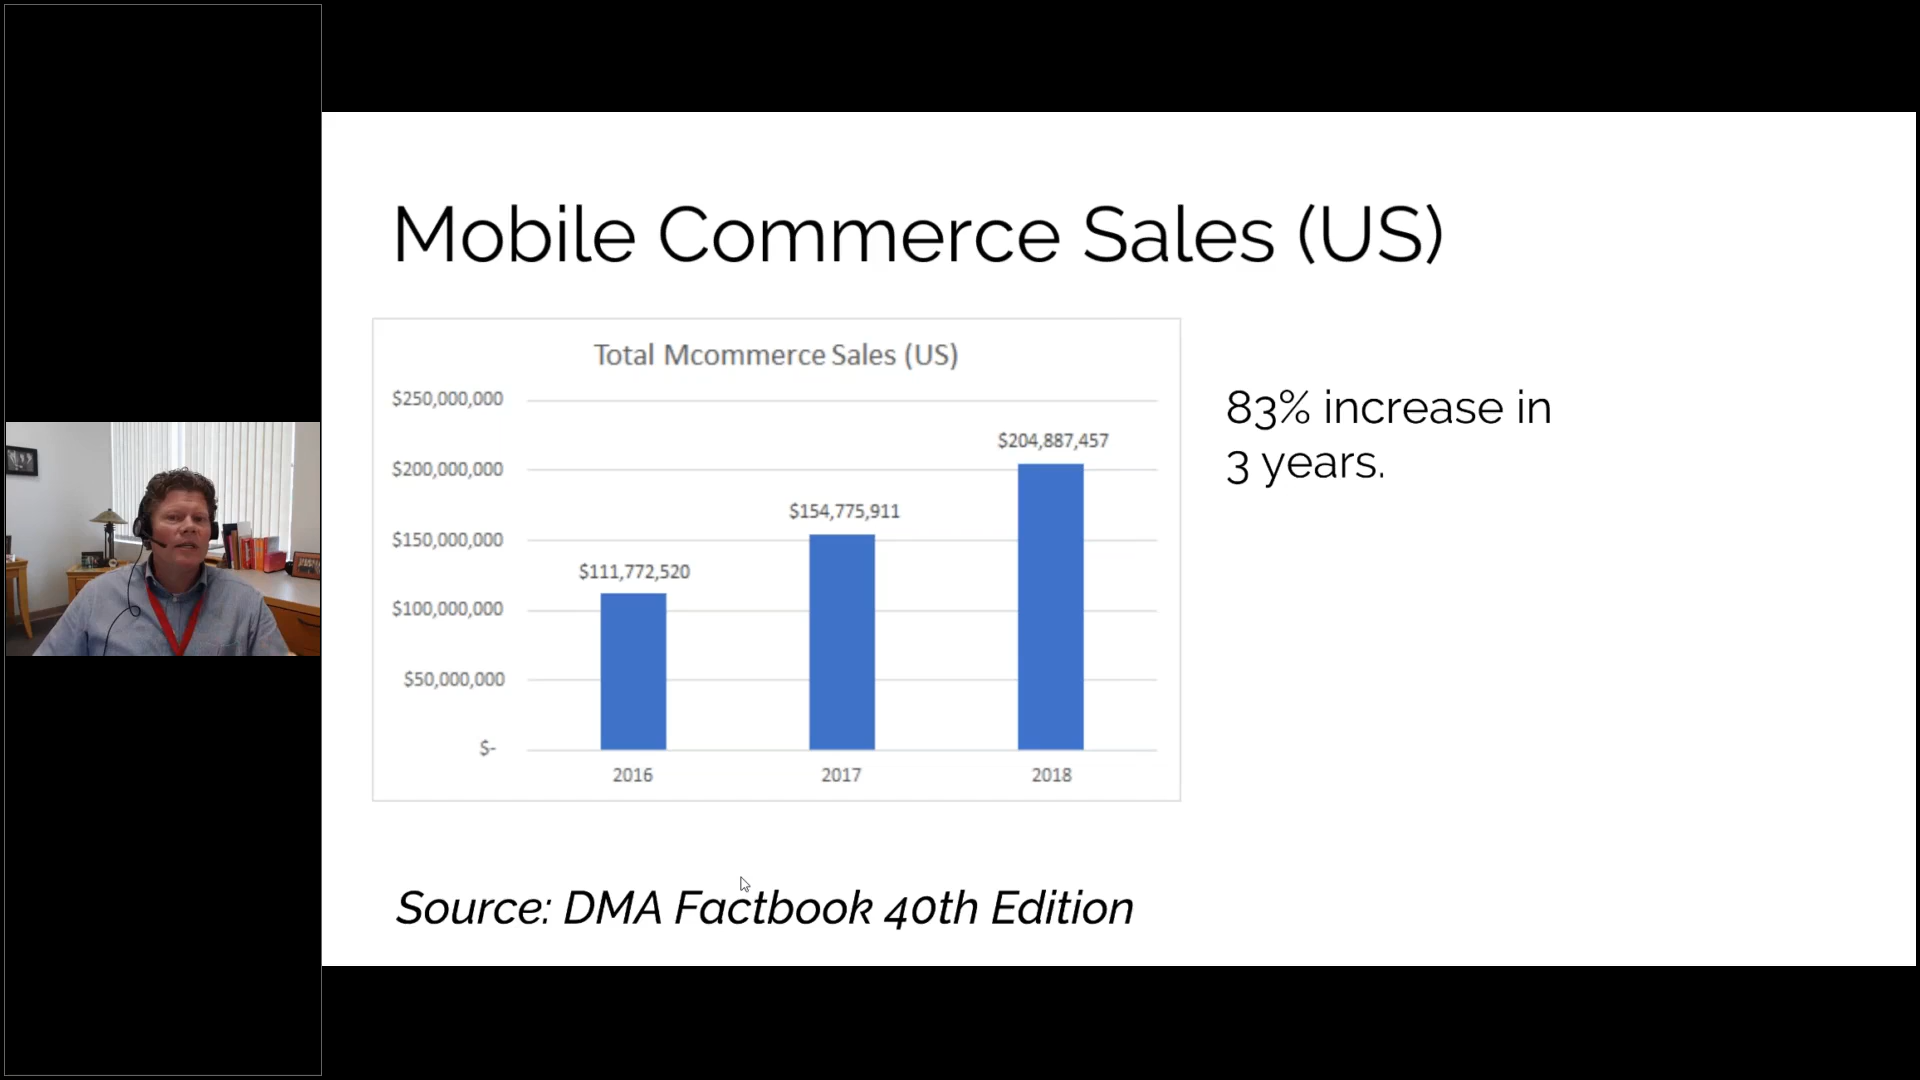 Mobile Commerce Sales (US)
Total Mcommerce Sales (US)
$250,000,000
$200,000,000
$150,000,000
$100,000,000
$50,000,000
$-
$111,772,520
$154,775,911
$204,887,457
2016
2017
2018
83% increase in
3 years.
Source: DMA Factbook 40th Edition